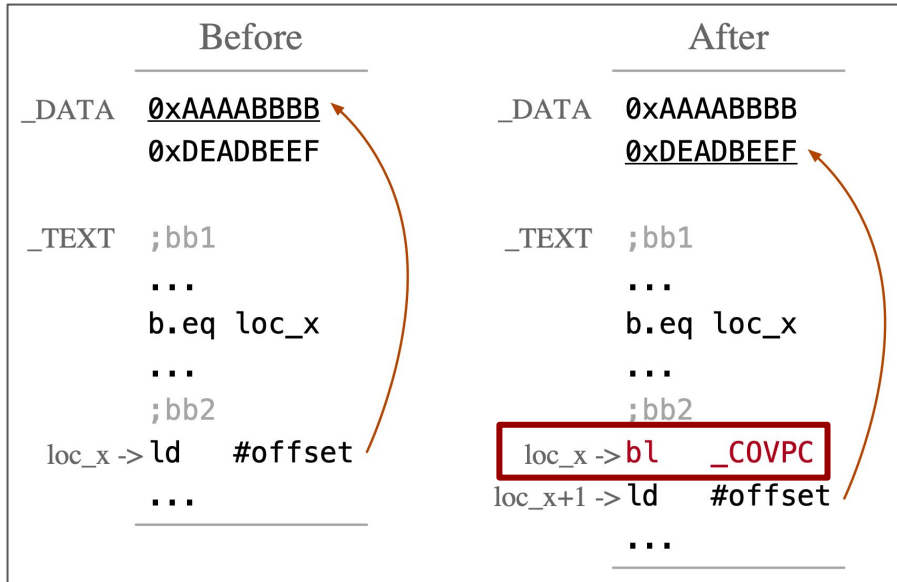 Before
_DATA 0xAAAABBBB
0xDEADBEEF
_TEXT ;bb1
...
b.eq loc_x
...
;bb2
loc_x -> ld #offset
...
After
_DATA 0xAAAABBBB
0xDEADBEEF
_TEXT ;bb1
...
b.eq loc_x
...
;bb2
loc_x -> bl _COVPC
loc_x+1 -> ld #offset
...